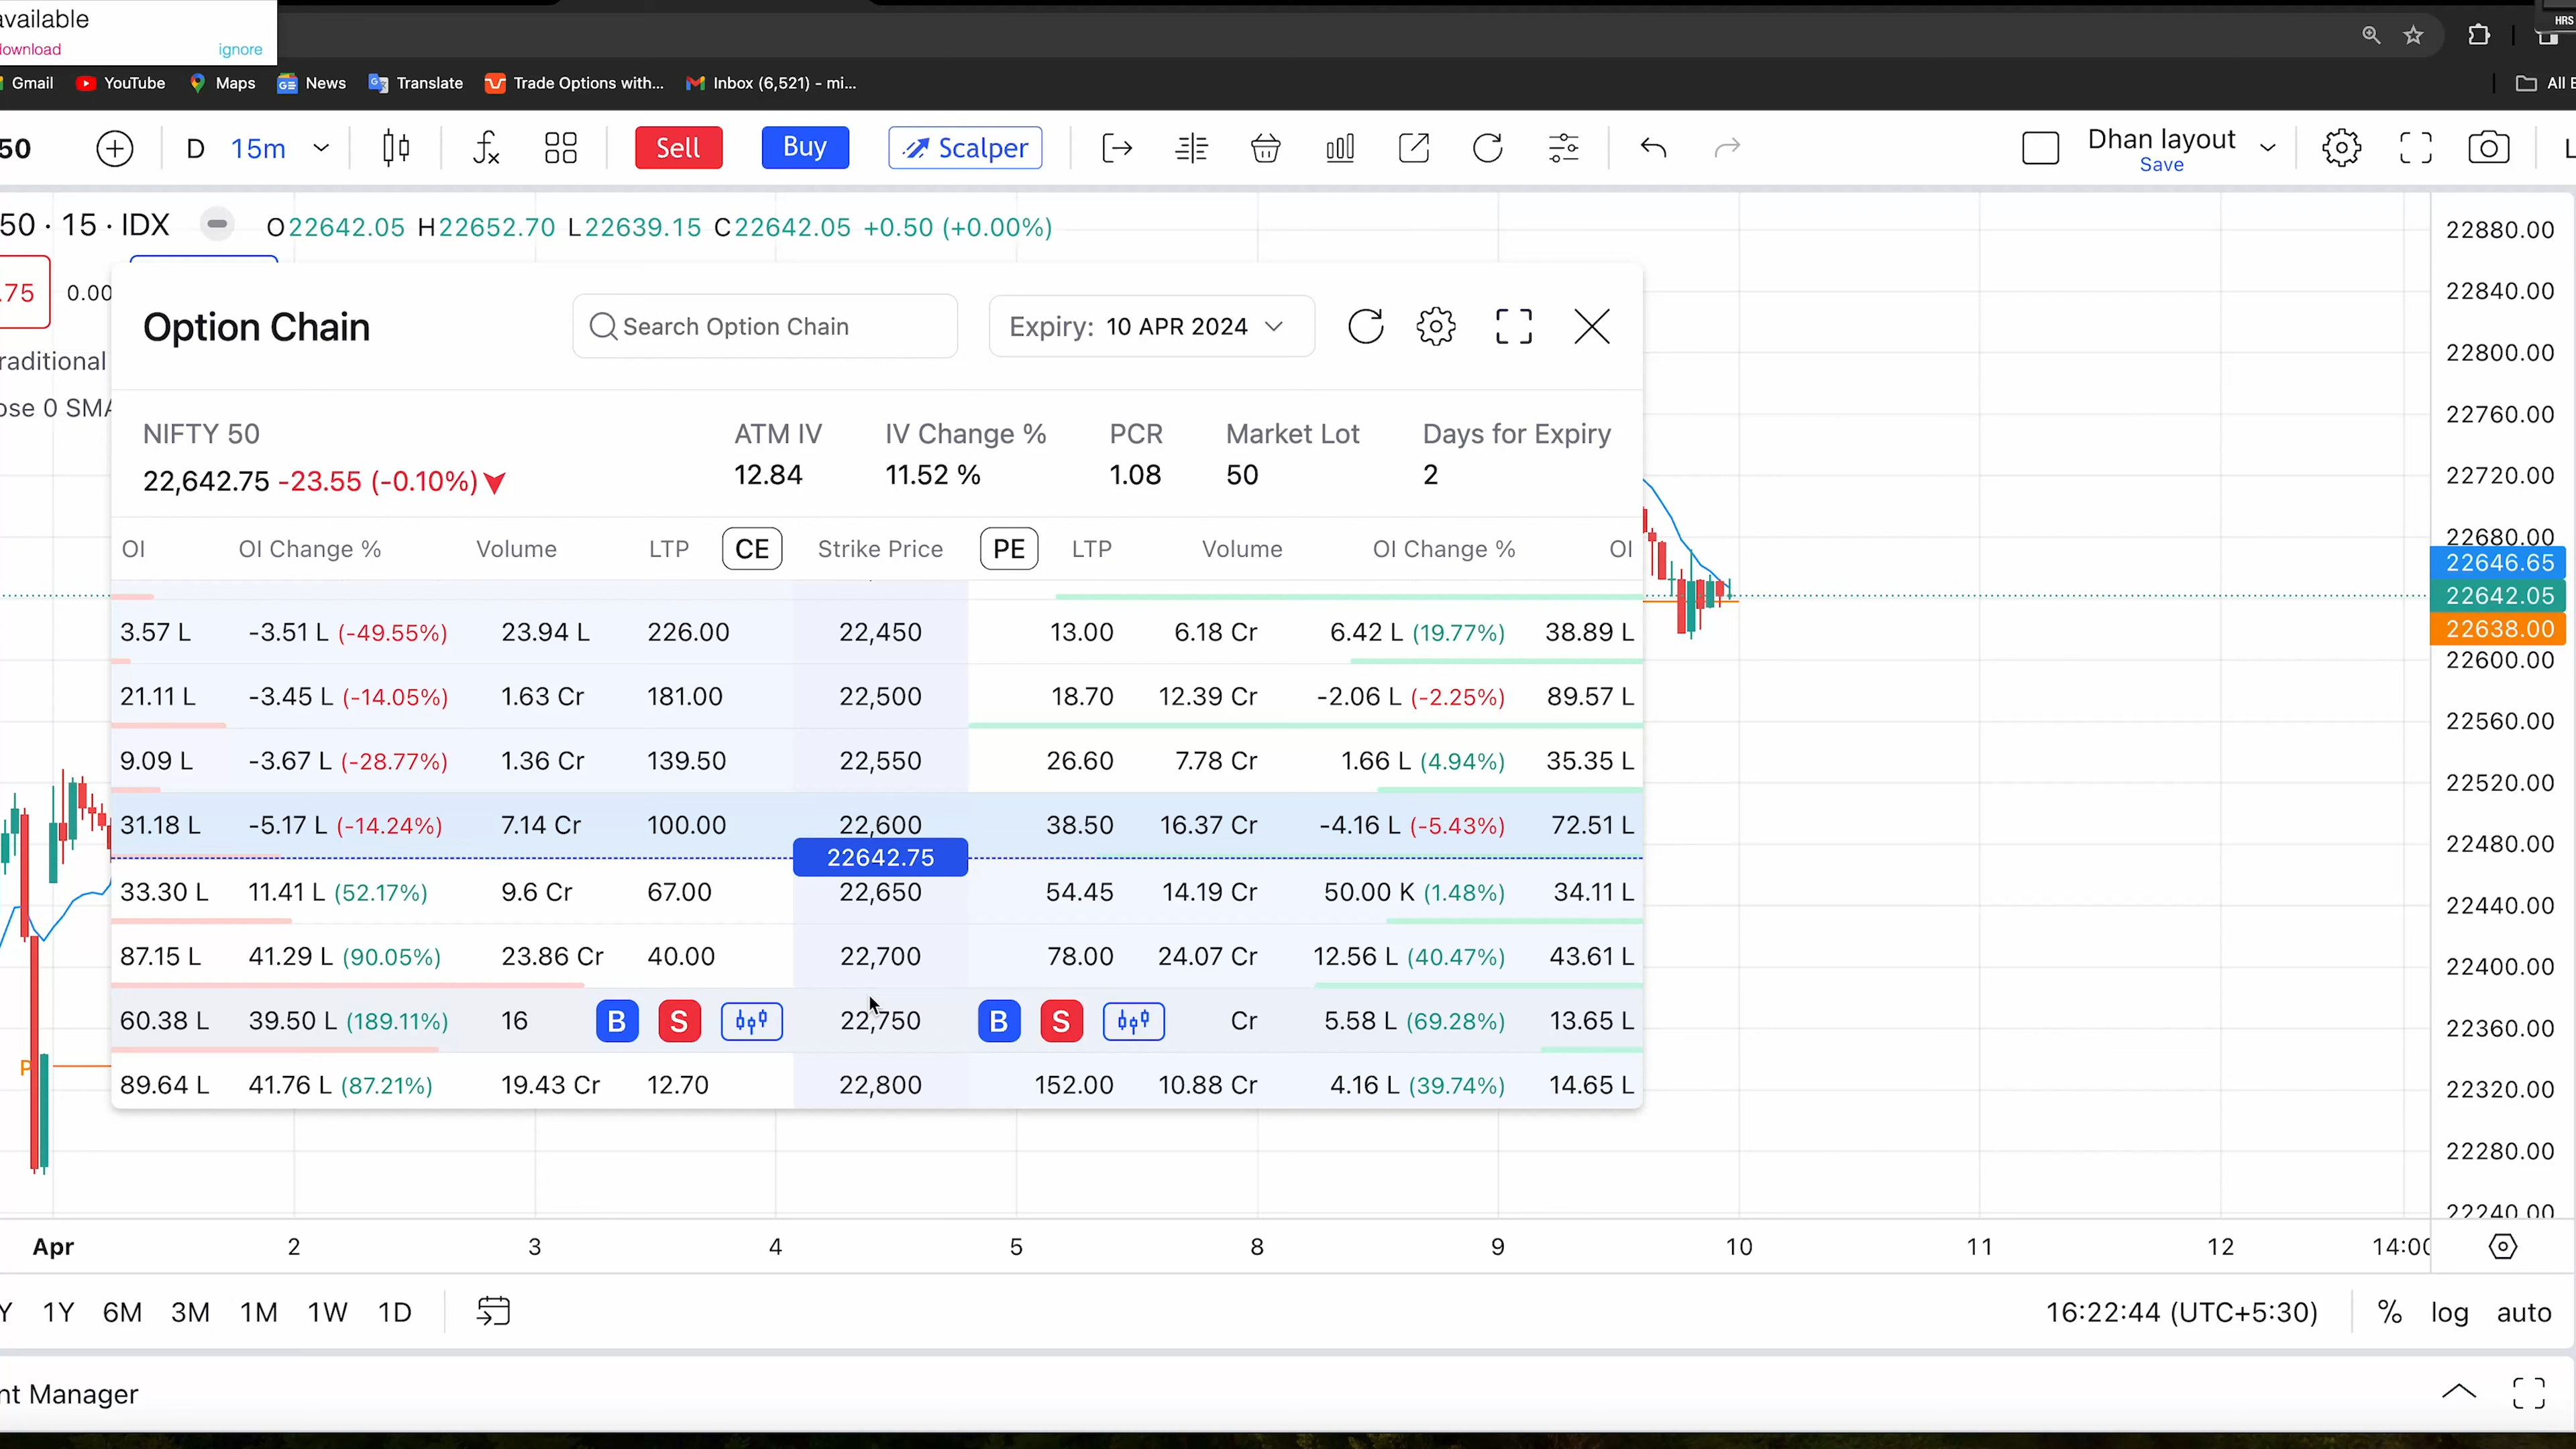 available
download ignore
HRS
Gmail YouTube Maps News Translate Trade Options with... Inbox (6,521) - mi... All
50 D 15m Sell Buy Scalper Dhan layout
Save
50 · 15 · IDX O22642.05 H22652.70 L22639.15 C22642.05 +0.50 (+0.00%)
.75 0.00
raditional
ose 0 SMA
Option Chain Search Option Chain Expiry: 10 APR 2024
NIFTY 50 ATM IV IV Change % PCR Market Lot Days for Expiry
22,642.75 -23.55 (-0.10%) 12.84 11.52 % 1.08 50 2
OI OI Change % Volume LTP CE Strike Price PE LTP Volume OI Change % OI
3.57 L -3.51 L (-49.55%) 23.94 L 226.00 22,450 13.00 6.18 Cr 6.42 L (19.77%) 38.89 L
21.11 L -3.45 L (-14.05%) 1.63 Cr 181.00 22,500 18.70 12.39 Cr -2.06 L (-2.25%) 89.57 L
9.09 L -3.67 L (-28.77%) 1.36 Cr 139.50 22,550 26.60 7.78 Cr 1.66 L (4.94%) 35.35 L
31.18 L -5.17 L (-14.24%) 7.14 Cr 100.00 22,600 38.50 16.37 Cr -4.16 L (-5.43%) 72.51 L
22642.75
33.30 L 11.41 L (52.17%) 9.6 Cr 67.00 22,650 54.45 14.19 Cr 50.00 K (1.48%) 34.11 L
87.15 L 41.29 L (90.05%) 23.86 Cr 40.00 22,700 78.00 24.07 Cr 12.56 L (40.47%) 43.61 L
60.38 L 39.50 L (189.11%) 16 B S 22,750 B S Cr 5.58 L (69.28%) 13.65 L
P
89.64 L 41.76 L (87.21%) 19.43 Cr 12.70 22,800 152.00 10.88 Cr 4.16 L (39.74%) 14.65 L
22880.00
22840.00
22800.00
22760.00
22720.00
22680.00
22646.65
22642.05
22638.00
22600.00
22560.00
22520.00
22480.00
22440.00
22400.00
22360.00
22320.00
22280.00
22240.00
Apr 2 3 4 5 8 9 10 11 12 14:00
Y 1Y 6M 3M 1M 1W 1D 16:22:44 (UTC+5:30) % log auto
nt Manager